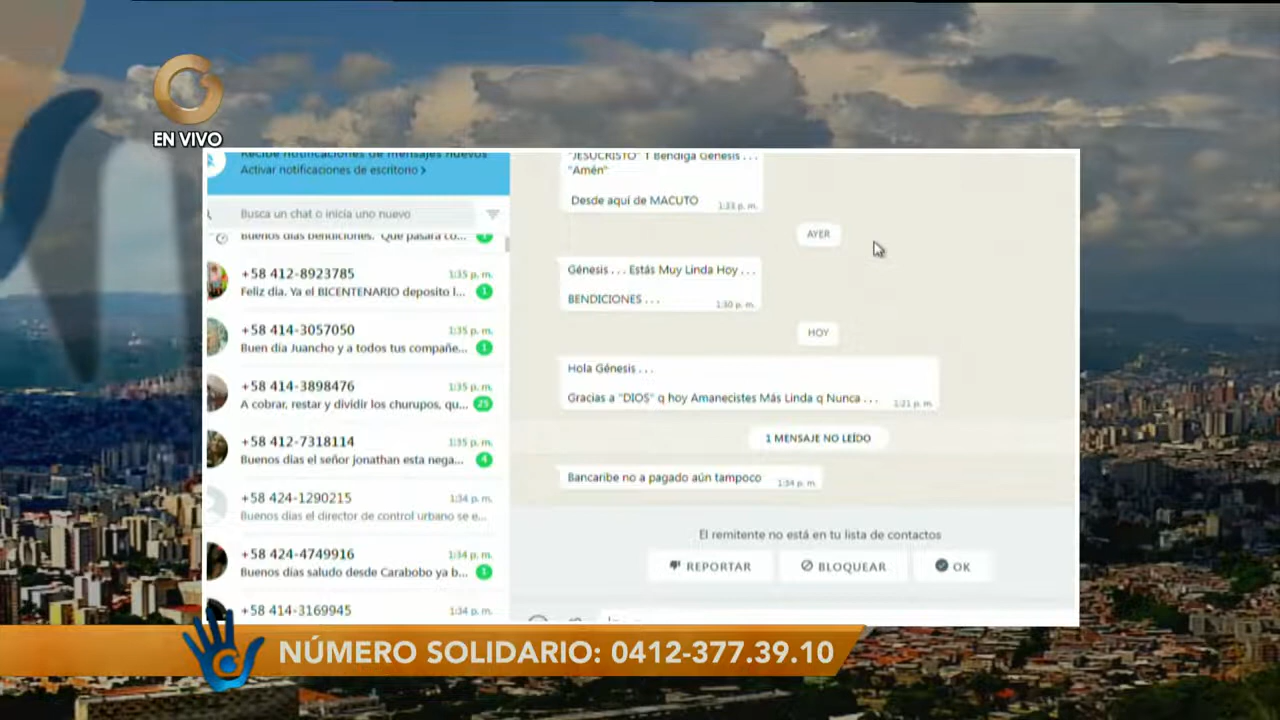 EN VIVO
Recibe notificaciones de mensajes nuevos
Activar notificaciones de escritorio >
Busca un chat o inicia uno nuevo
Buenos días bendiciones. Que pasara co...
1
+58 412-8923785
1:35 p. m.
Feliz dia. Ya el BICENTENARIO deposito l...
1
+58 414-3057050
1:35 p. m.
Buen día Juancho y a todos tus compañe...
1
+58 414-3898476
1:35 p. m.
A cobrar, restar y dividir los churupos, qu...
25
+58 412-7318114
1:35 p. m.
Buenos dias el señor jonathan esta nega...
4
+58 424-1290215
1:34 p. m.
Buenos días el director de control urbano se e...
+58 424-4749916
1:34 p. m.
Buenos días saludo desde Carabobo ya b...
1
+58 414-3169945
1:34 p. m.
"JESUCRISTO" T Bendiga Génesis . . .
"Amén"
Desde aquí de MACUTO
1:33 p. m.
AYER
Génesis . . . Estás Muy Linda Hoy . . .
BENDICIONES . . .
1:30 p. m.
HOY
Hola Génesis . . .
Gracias a "DIOS" q hoy Amanecistes Más Linda q Nunca . . .
1:21 p. m.
1 MENSAJE NO LEÍDO
Bancaribe no a pagado aún tampoco
1:34 p. m.
El remitente no está en tu lista de contactos
REPORTAR
BLOQUEAR
OK
NÚMERO SOLIDARIO: 0412-377.39.10